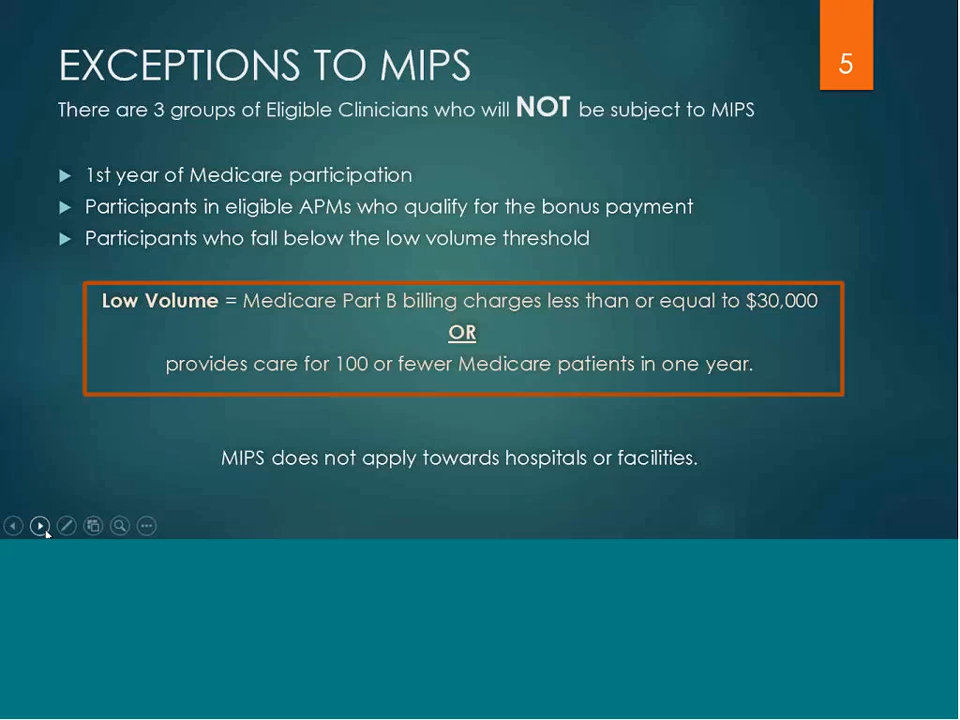 EXCEPTIONS TO MIPS
5
There are 3 groups of Eligible Clinicians who will NOT be subject to MIPS
1st year of Medicare participation
Participants in eligible APMs who qualify for the bonus payment
Participants who fall below the low volume threshold
Low Volume = Medicare Part B billing charges less than or equal to $30,000
OR
provides care for 100 or fewer Medicare patients in one year.
MIPS does not apply towards hospitals or facilities.